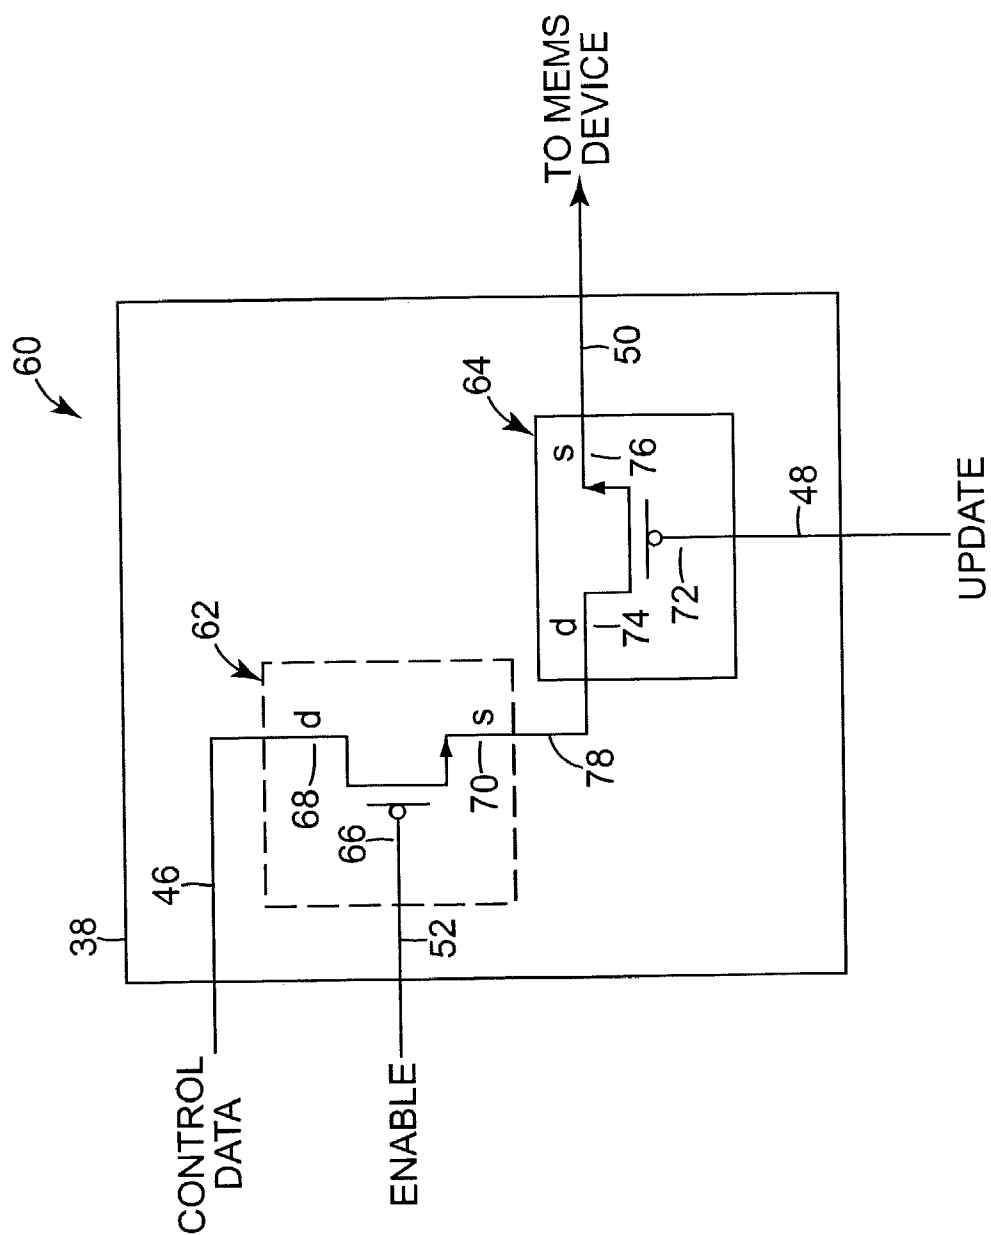 60
38
46
CONTROL
DATA
62
68
d
66
ENABLE
52
64
70
s
d
s
TO MEMS
DEVICE
78
50
74
76
72
48
UPDATE